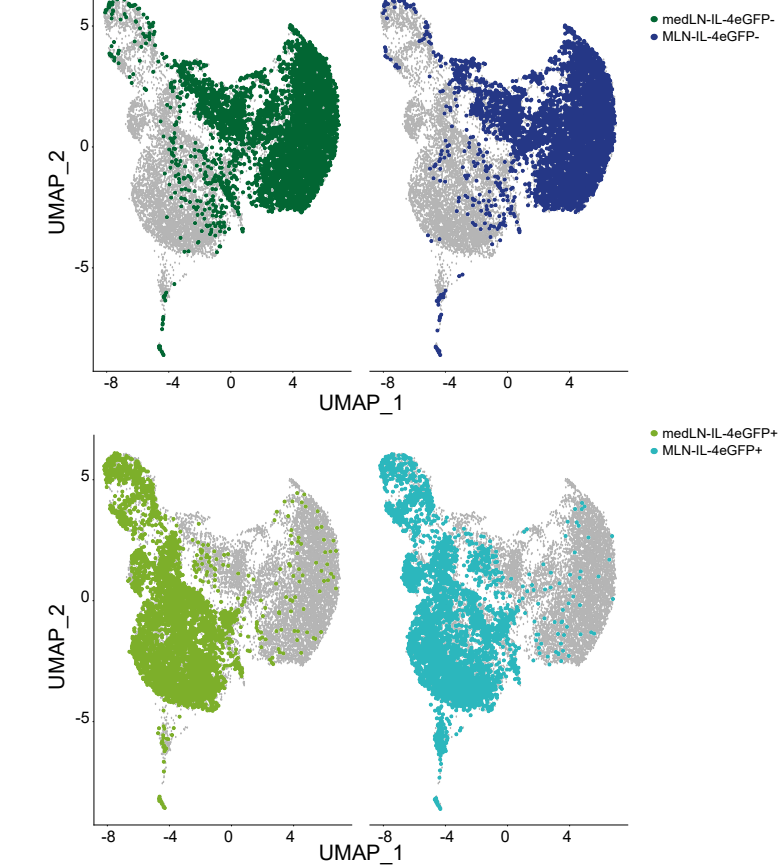 medLN-IL-4eGFP-
MLN-IL-4eGFP-
5
0
-5
UMAP_2
-8 -4 0 4 -8 -4 0 4
UMAP_1
medLN-IL-4eGFP+
MLN-IL-4eGFP+
5
0
-5
UMAP_2
-8 -4 0 4 -8 -4 0 4
UMAP_1